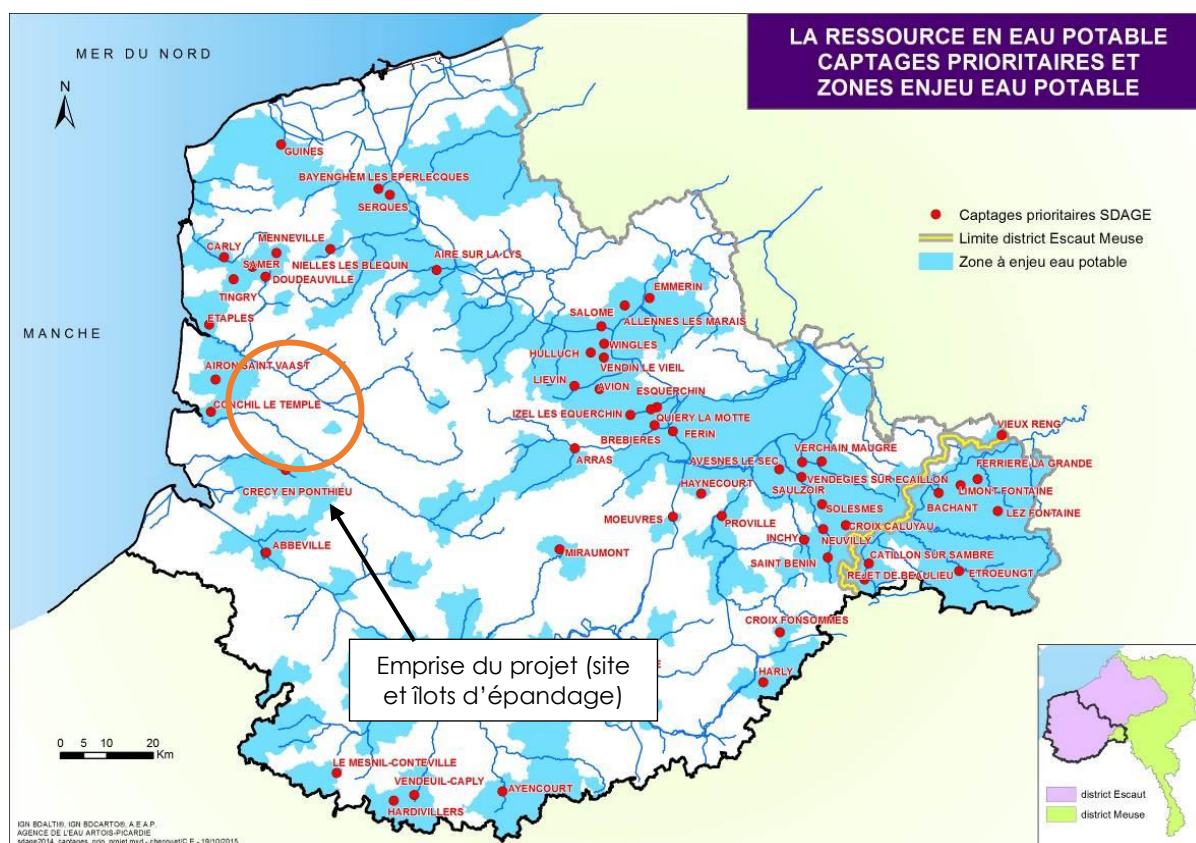 MER DU NORD
LA RESSOURCE EN EAU POTABLE
CAPTAGES PRIORITAIRES ET
ZONES ENJEU EAU POTABLE
N
GUINES
BAYENGHEM LES EPERLECQUES
SERQUES
Captages prioritaires SDAGE
Limite district Escaut Meuse
Zone à enjeu eau potable
CARLY
MENNEVILLE
SAMER
NIELLES LES BLEQUIN
AIRE SUR LA LYS
DOUDEAUVILLE
TINGRY
ETAPLES
MANCHE
EMMERIN
SALOME
ALLENNES LES MARAIS
WINGLES
HULLUCH
VENDIN LE VIEIL
AIRON SAINT VAAST
LIEVIN
AVION
ESQUERCHIN
CONCHIL LE TEMPLE
IZEL LES EQUERCHIN
QUIERY LA MOTTE
BREBIERES
FERIN
VIEUX RENG
ARRAS
VERCHAIN MAUGRE
AVESNES LE SEC
FERRIERE LA GRANDE
VENDEGIES SUR ECAILLON
SAULZOIR
LIMONT FONTAINE
CRECY EN PONTHIEU
HAYNECOURT
BACHANT
SOLESMES
LEZ FONTAINE
MOEUVRES
PROVILLE
CROIX CALUYAU
INCHY
NEUVILLY
ABBEVILLE
MIRAUMONT
SAINT BENIN
CATILLON SUR SAMBRE
REJET DE BEAULIEU
ETROEUNGT
CROIX FONSOMMES
Emprise du projet (site
et îlots d'épandage)
E
HARLY
0 5 10 20
Km
LE MESNIL-CONTEVILLE
VENDEUIL-CAPLY
AYENCOURT
HARDIVILLERS
district Escaut
district Meuse
IGN BDALTI®, IGN BDCARTO®, A.E.A.P.
AGENCE DE L'EAU ARTOIS-PICARDIE